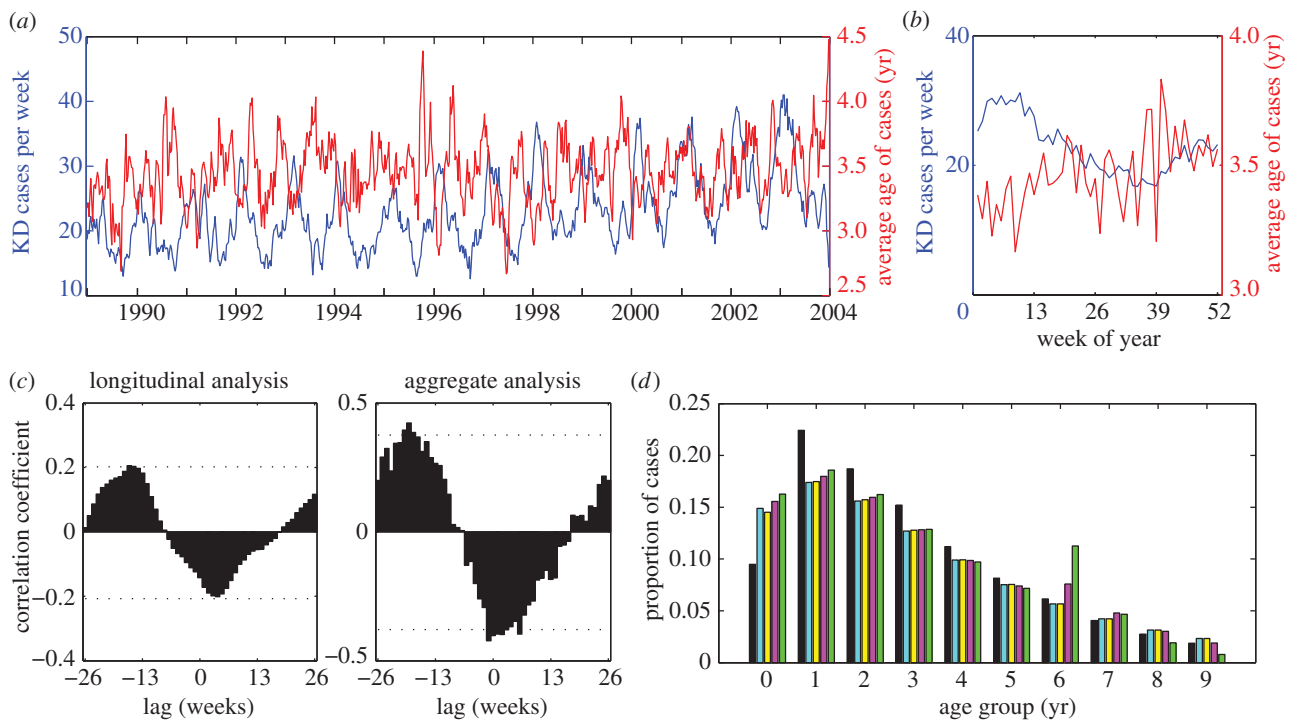 (a)
50
40
30
20
10
KD cases per week
1990 1992 1994 1996 1998 2000 2002 2004
4.5
4.0
3.5
3.0
2.5
average age of cases (yr)
(b)
40
20
0
KD cases per week
13 26 39 52
week of year
4.0
3.5
3.0
average age of cases (yr)
(c)
longitudinal analysis
0.4
0.2
0
−0.2
−0.4
correlation coefficient
−26 −13 0 13 26
lag (weeks)
aggregate analysis
0.5
0
−0.5
−26 −13 0 13 26
lag (weeks)
(d)
0.25
0.20
0.15
0.10
0.05
0
proportion of cases
0 1 2 3 4 5 6 7 8 9
age group (yr)